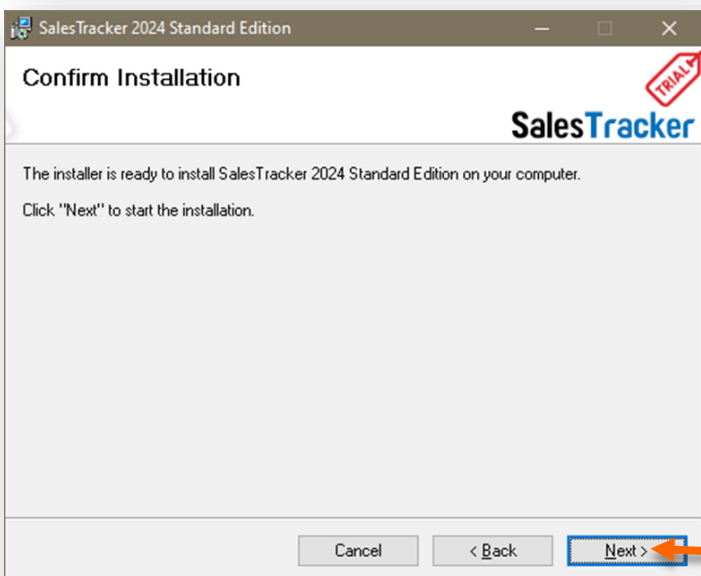 SalesTracker 2024 Standard Edition
Confirm Installation
TRIAL
SalesTracker
The installer is ready to install SalesTracker 2024 Standard Edition on your computer.
Click "Next" to start the installation.
Cancel
< Back
Next >